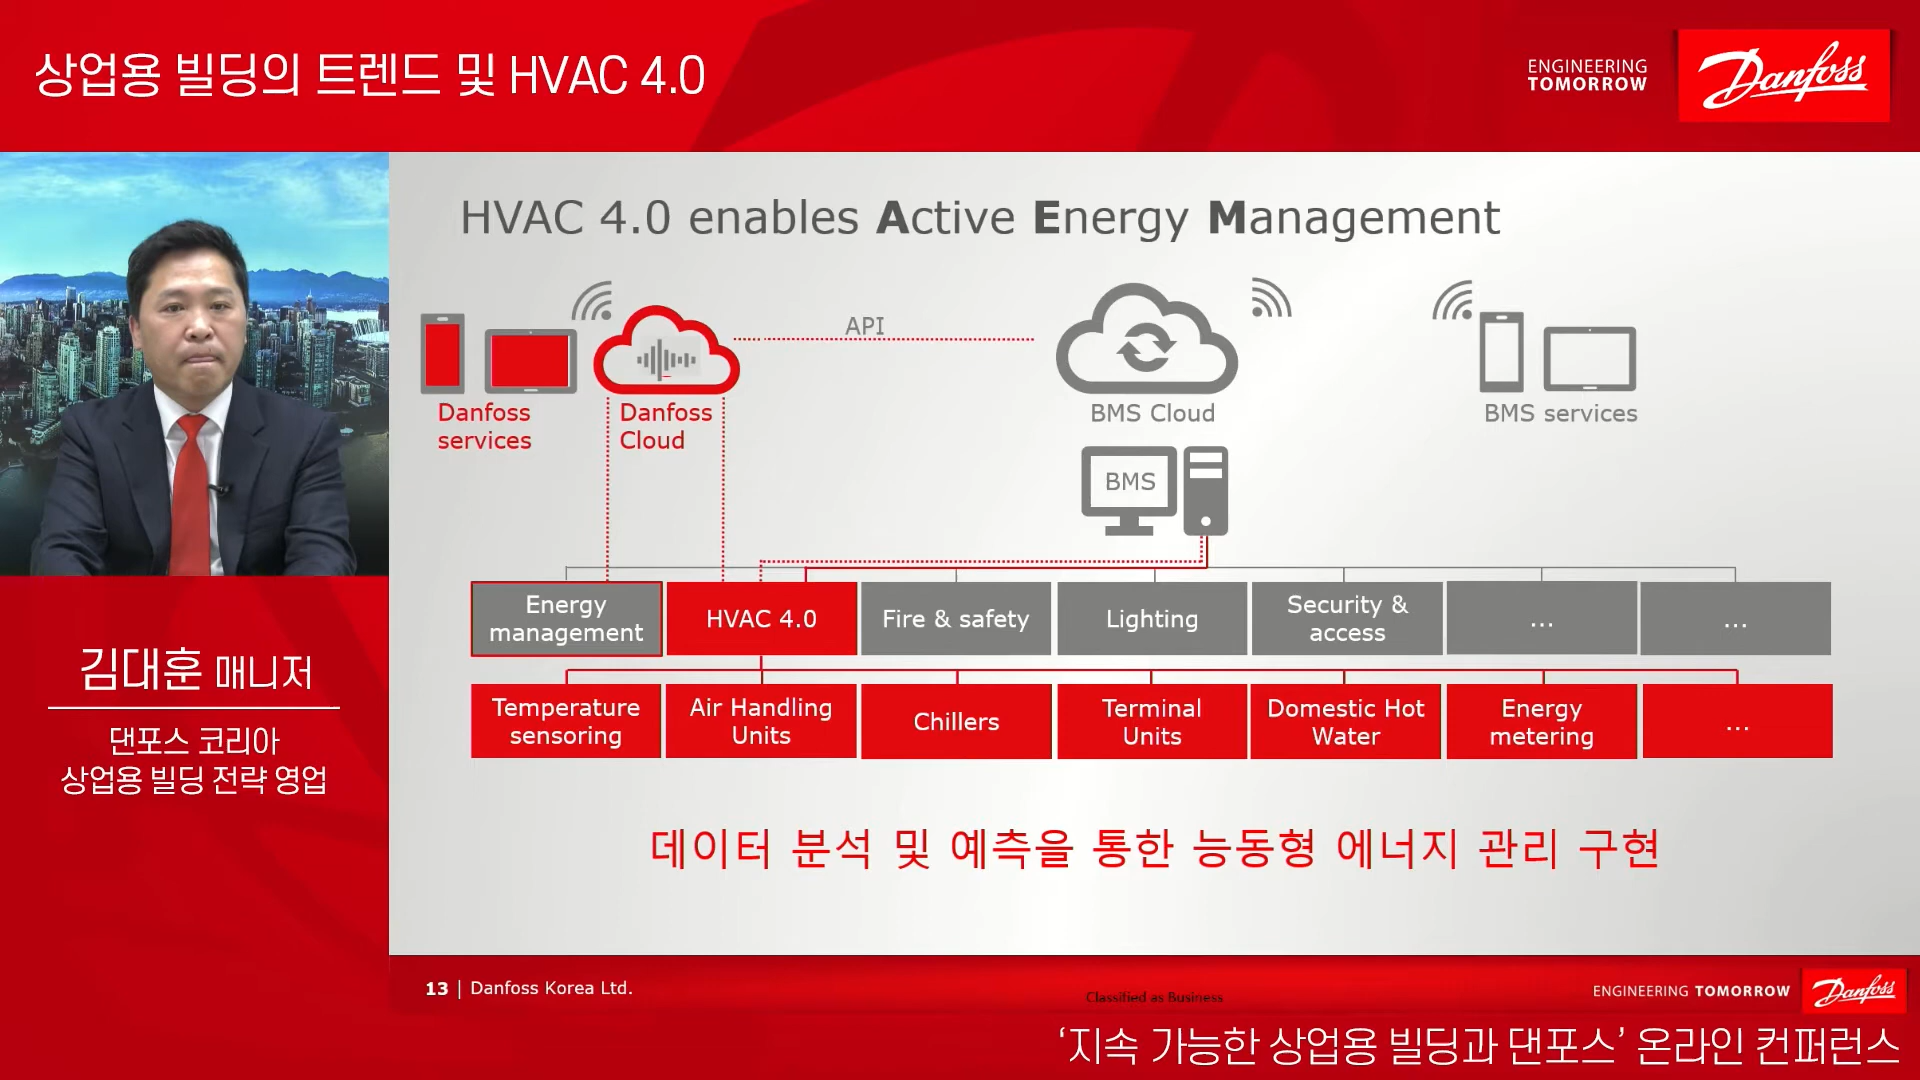 상업용 빌딩의 트렌드 및 HVAC 4.0
ENGINEERING
TOMORROW
Danfoss
HVAC 4.0 enables Active Energy Management
API
Danfoss
services
Danfoss
Cloud
BMS Cloud
BMS services
BMS
Energy
management
HVAC 4.0
Fire & safety
Lighting
Security &
access
...
...
Temperature
sensoring
Air Handling
Units
Chillers
Terminal
Units
Domestic Hot
Water
Energy
metering
...
데이터 분석 및 예측을 통한 능동형 에너지 관리 구현
김대훈 매니저
댄포스 코리아
상업용 빌딩 전략 영업
13 | Danfoss Korea Ltd.
Classified as Business
ENGINEERING TOMORROW
Danfoss
‘지속 가능한 상업용 빌딩과 댄포스’ 온라인 컨퍼런스